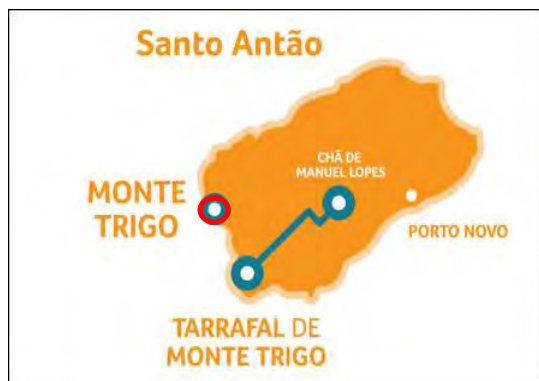 Santo Antão
CHÃ DE
MANUEL LOPES
MONTE
TRIGO
PORTO NOVO
TARRAFAL DE
MONTE TRIGO